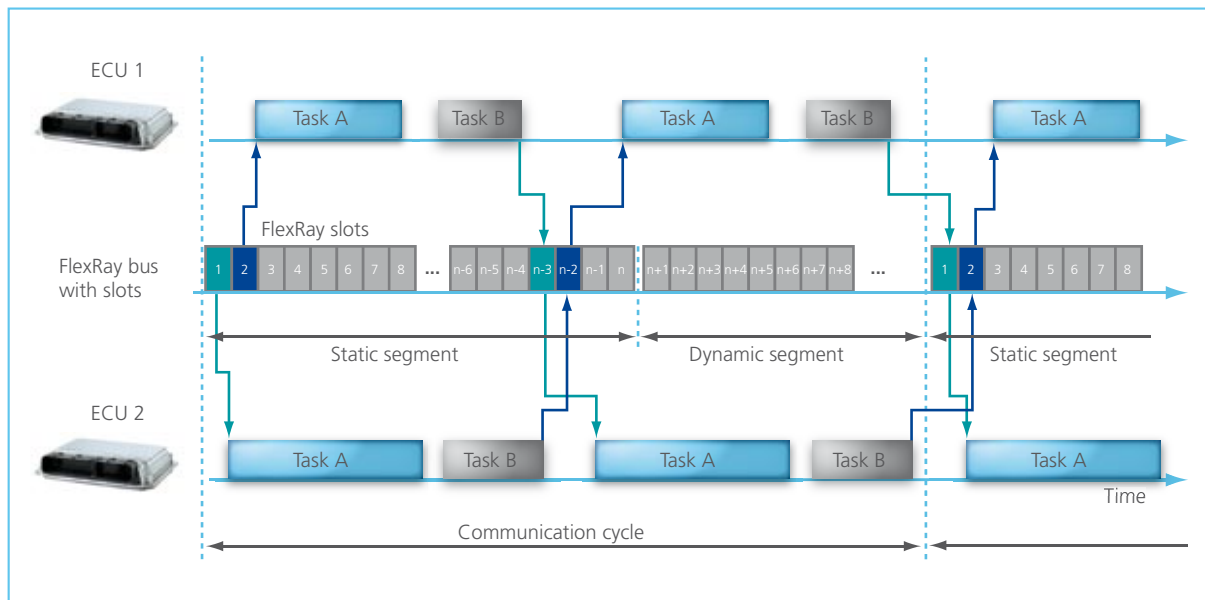 ECU 1
Task A Task B Task A Task B Task A
FlexRay slots
FlexRay bus
with slots
1 2 3 4 5 6 7 8 ... n-6 n-5 n-4 n-3 n-2 n-1 n n+1 n+2 n+3 n+4 n+5 n+6 n+7 n+8 ... 1 2 3 4 5 6 7 8
Static segment Dynamic segment Static segment
ECU 2
Task A Task B Task A Task B Task A
Time
Communication cycle